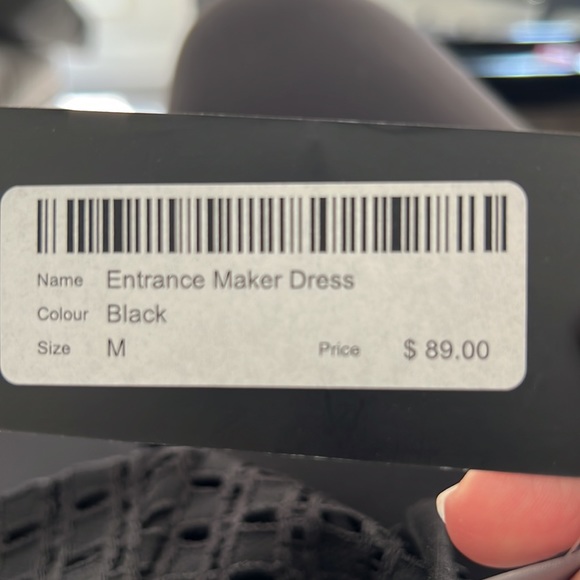 Name Entrance Maker Dress
Colour Black
Size M Price $ 89.00